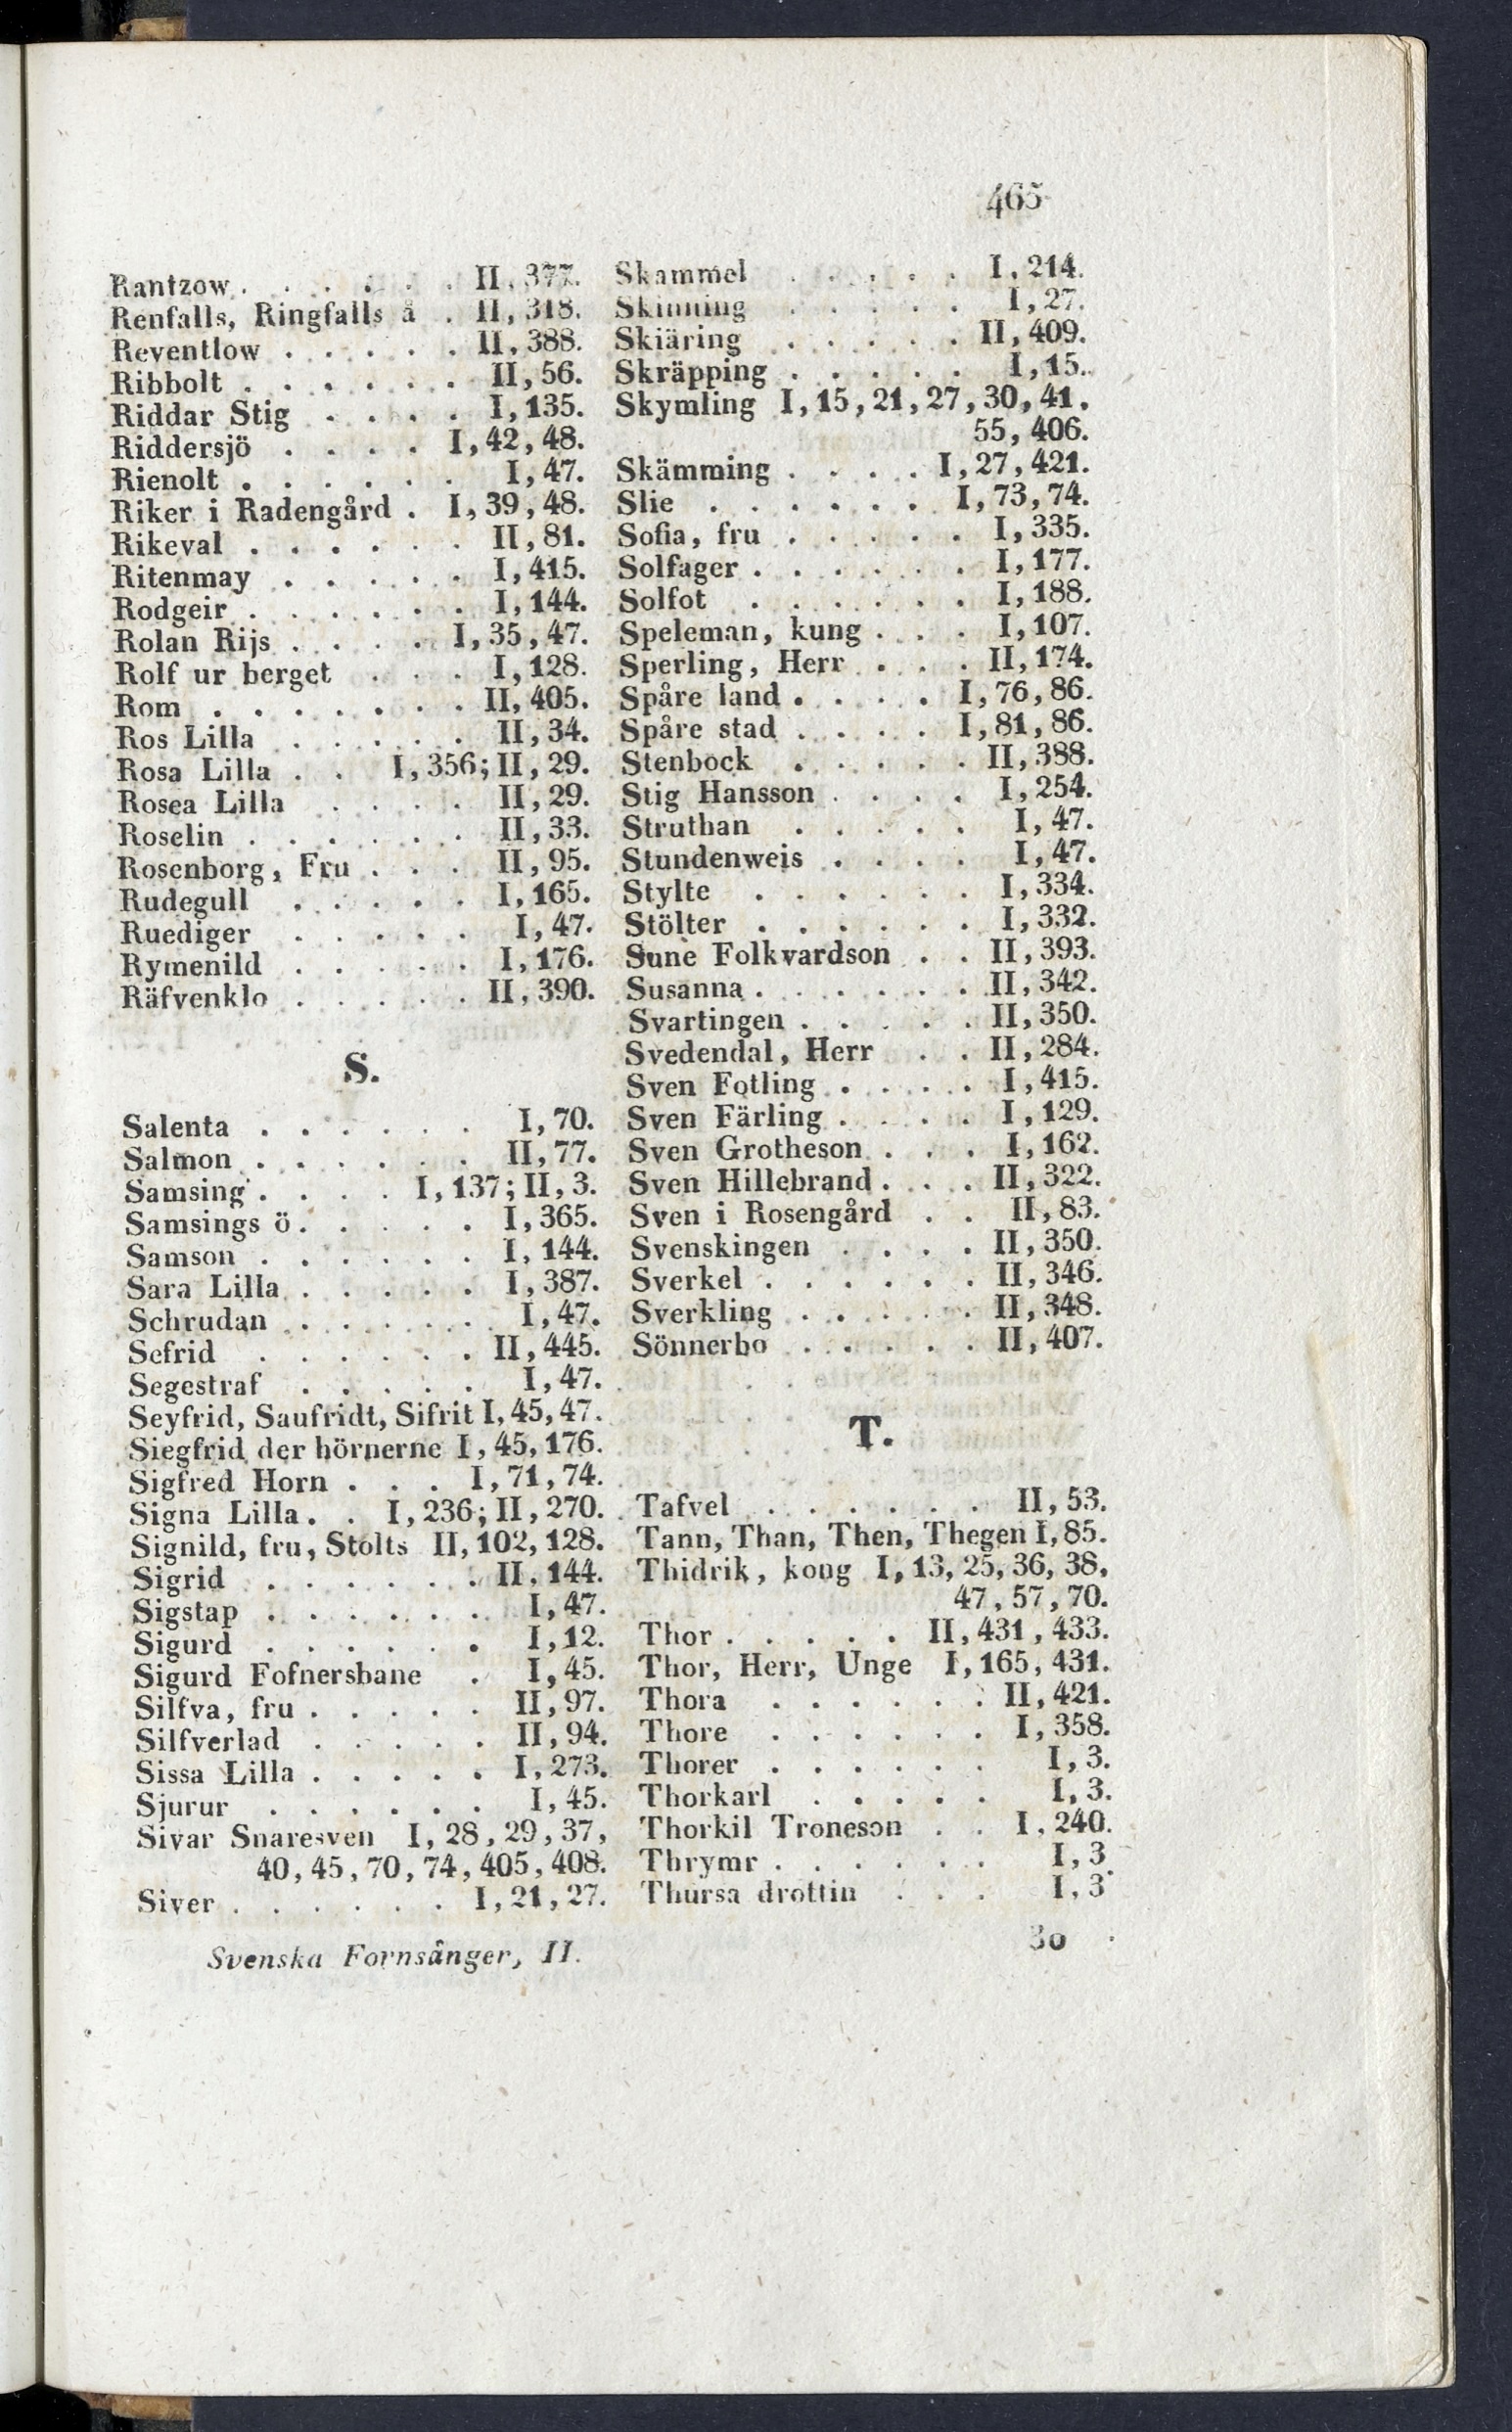 465
Rantzow. . . . . . . II, 377.
Renfalls, Ringfalls å . II, 318.
Reventlow . . . . . . II, 388.
Ribbolt . . . . . . . II, 56.
Riddar Stig . . . . . I, 135.
Riddersjö . . . . I, 42, 48.
Rienolt . . . . . . . I, 47.
Riker i Radengård . I, 39, 48.
Rikeval . . . . . . . II, 81.
Ritenmay . . . . . . I, 415.
Rodgeir . . . . . . . I, 144.
Rolan Rijs . . . . I, 35, 47.
Rolf ur berget . . . I, 128.
Rom . . . . . . . . II, 405.
Ros Lilla . . . . . . II, 34.
Rosa Lilla . . I, 356; II, 29.
Rosea Lilla . . . . II, 29.
Roselin . . . . . . . II, 33.
Rosenborg, Fru . . . II, 95.
Rudegull . . . . . . I, 165.
Ruediger . . . . . . I, 47.
Rymenild . . . . . . I, 176.
Räfvenklo . . . . . . II, 390.
S.
Salenta . . . . . . . I, 70.
Salmon . . . . . . . II, 77.
Samsing . . . . I, 137; II, 3.
Samsings ö. . . . . . I, 365.
Samson . . . . . . . I, 144.
Sara Lilla . . . . . . I, 387.
Schrudan . . . . . . . I, 47.
Sefrid . . . . . . . II, 445.
Segestraf . . . . . . I, 47.
Seyfrid, Saufridt, Sifrit I, 45, 47.
Siegfrid der hörnerne I, 45, 176.
Sigfred Horn . . . I, 71, 74.
Signa Lilla. . I, 236; II, 270.
Signild, fru, Stolts II, 102, 128.
Sigrid . . . . . . . II, 144.
Sigstap . . . . . . . I, 47.
Sigurd . . . . . . . I, 12.
Sigurd Fofnersbane . I, 45.
Silfva, fru . . . . . II, 97.
Silfverlad . . . . . II, 94.
Sissa Lilla . . . . . I, 273.
Sjurur . . . . . . . I, 45.
Sivar Snaresven I, 28, 29, 37,
40, 45, 70, 74, 405, 408.
Siver . . . . . . I, 21, 27.
Skammel . . . . . I, 214.
Skinning . . . . . I, 27.
Skiäring . . . . . II, 409.
Skräpping . . . . . I, 15.
Skymling I, 15, 21, 27, 30, 41,
55, 406.
Skämming . . . . I, 27, 421.
Slie . . . . . . I, 73, 74.
Sofia, fru . . . . . I, 335.
Solfager . . . . . . I, 177.
Solfot . . . . . . I, 188.
Speleman, kung . . . I, 107.
Sperling, Herr . . . II, 174.
Spåre land . . . . I, 76, 86.
Spåre stad . . . . I, 81, 86.
Stenbock . . . . . II, 388.
Stig Hansson . . . . I, 254.
Struthan . . . . . I, 47.
Stundenweis . . . . I, 47.
Stylte . . . . . . I, 334.
Stölter . . . . . . I, 332.
Sune Folkvardson . . II, 393.
Susanna . . . . . . II, 342.
Svartingen . . . . . II, 350.
Svedendal, Herr . . II, 284.
Sven Fotling . . . . I, 415.
Sven Färling . . . . I, 129.
Sven Grotheson . . . I, 162.
Sven Hillebrand . . . II, 322.
Sven i Rosengård . . II, 83.
Svenskingen . . . . II, 350.
Sverkel . . . . . . II, 346.
Sverkling . . . . . II, 348.
Sönnerbo . . . . . II, 407.
T.
Tafvel . . . . . . II, 53.
Tann, Than, Then, Thegen I, 85.
Thidrik, kong I, 13, 25, 36, 38,
47, 57, 70.
Thor . . . . . II, 431, 433.
Thor, Herr, Unge I, 165, 431.
Thora . . . . . . II, 421.
Thore . . . . . . I, 358.
Thorer . . . . . . I, 3.
Thorkarl . . . . . I, 3.
Thorkil Troneson . . I, 240.
Thrymr . . . . . . I, 3
Thursa drottin . . . I, 3
Svenska Fornsånger, II.
30